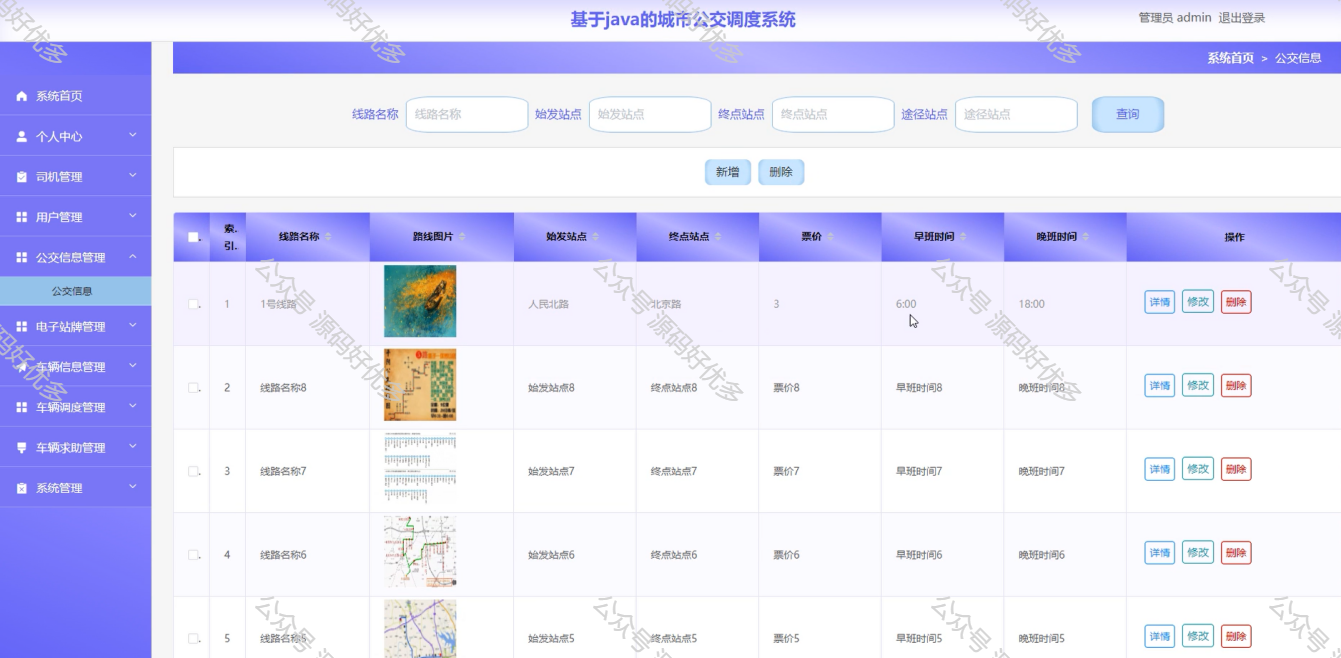 基于java的城市公交调度系统
管理员 admin 退出登录
系统首页 > 公交信息
系统首页
个人中心
司机管理
用户管理
公交信息管理
公交信息
电子站牌管理
车辆信息管理
车辆调度管理
车辆求助管理
系统管理
线路名称 线路名称 始发站点 始发站点 终点站点 终点站点 途径站点 途径站点 查询
新增 删除
索引. 线路名称 路线图片 始发站点 终点站点 票价 早班时间 晚班时间 操作
1 1号线路 人民北路 北京路 3 6:00 18:00 详情 修改 删除
2 线路名称8 始发站点8 终点站点8 票价8 早班时间8 晚班时间8 详情 修改 删除
3 线路名称7 始发站点7 终点站点7 票价7 早班时间7 晚班时间7 详情 修改 删除
4 线路名称6 始发站点6 终点站点6 票价6 早班时间6 晚班时间6 详情 修改 删除
5 线路名称5 始发站点5 终点站点5 票价5 早班时间5 晚班时间5 详情 修改 删除
公众号 源码好优多
公众号 源码好优多
公众号 源码好优多